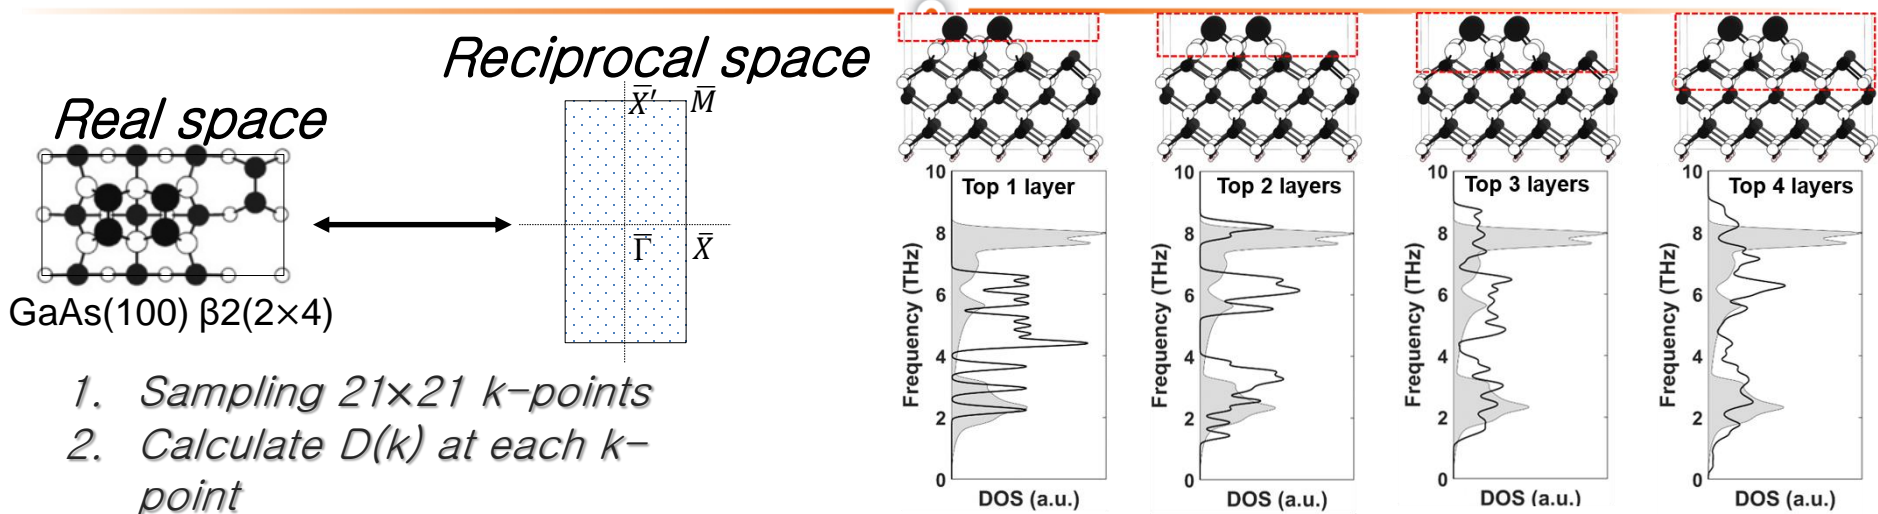 Real space
GaAs(100) β2(2×4)
Reciprocal space
X̅′
M̅
Γ̅
X̅
1. Sampling 21×21 k-points
2. Calculate D(k) at each k-
point
Top 1 layer
10
8
6
4
2
0
Frequency (THz)
DOS (a.u.)
Top 2 layers
10
8
6
4
2
0
Frequency (THz)
DOS (a.u.)
Top 3 layers
10
8
6
4
2
0
Frequency (THz)
DOS (a.u.)
Top 4 layers
10
8
6
4
2
0
Frequency (THz)
DOS (a.u.)